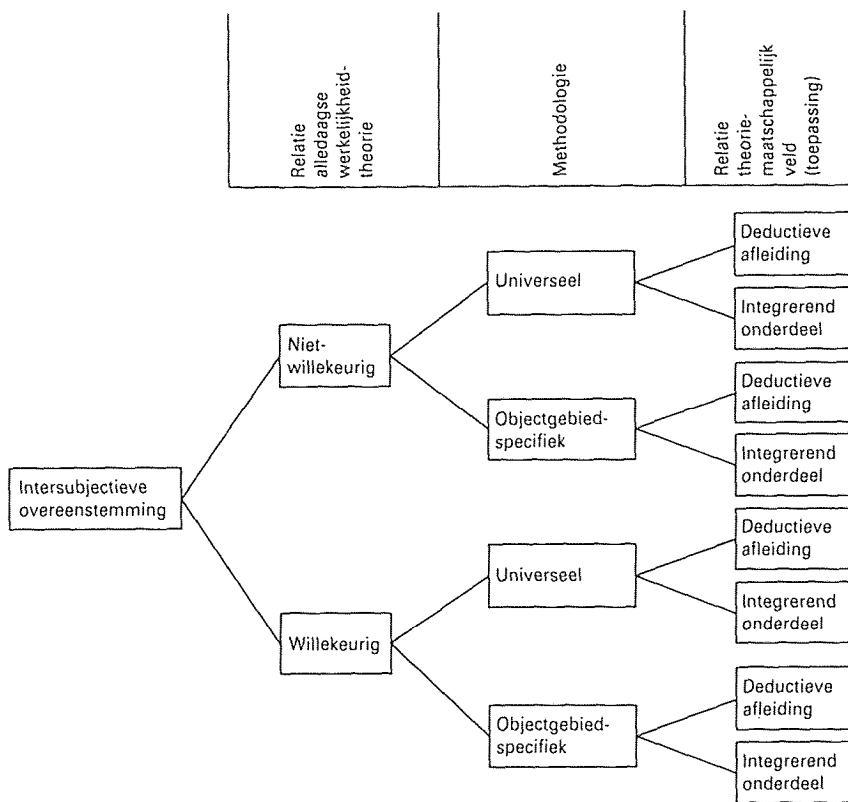 Relatie
alledaagse
werkelijkheid-
theorie
Methodologie
Relatie
theorie-
maatschappelijk
veld
(toepassing)
Deductieve
afleiding
Universeel
Integrerend
onderdeel
Niet-
willekeurig
Deductieve
afleiding
Objectgebied-
specifiek
Integrerend
onderdeel
Intersubjectieve
overeenstemming
Deductieve
afleiding
Universeel
Integrerend
onderdeel
Willekeurig
Deductieve
afleiding
Objectgebied-
specifiek
Integrerend
onderdeel